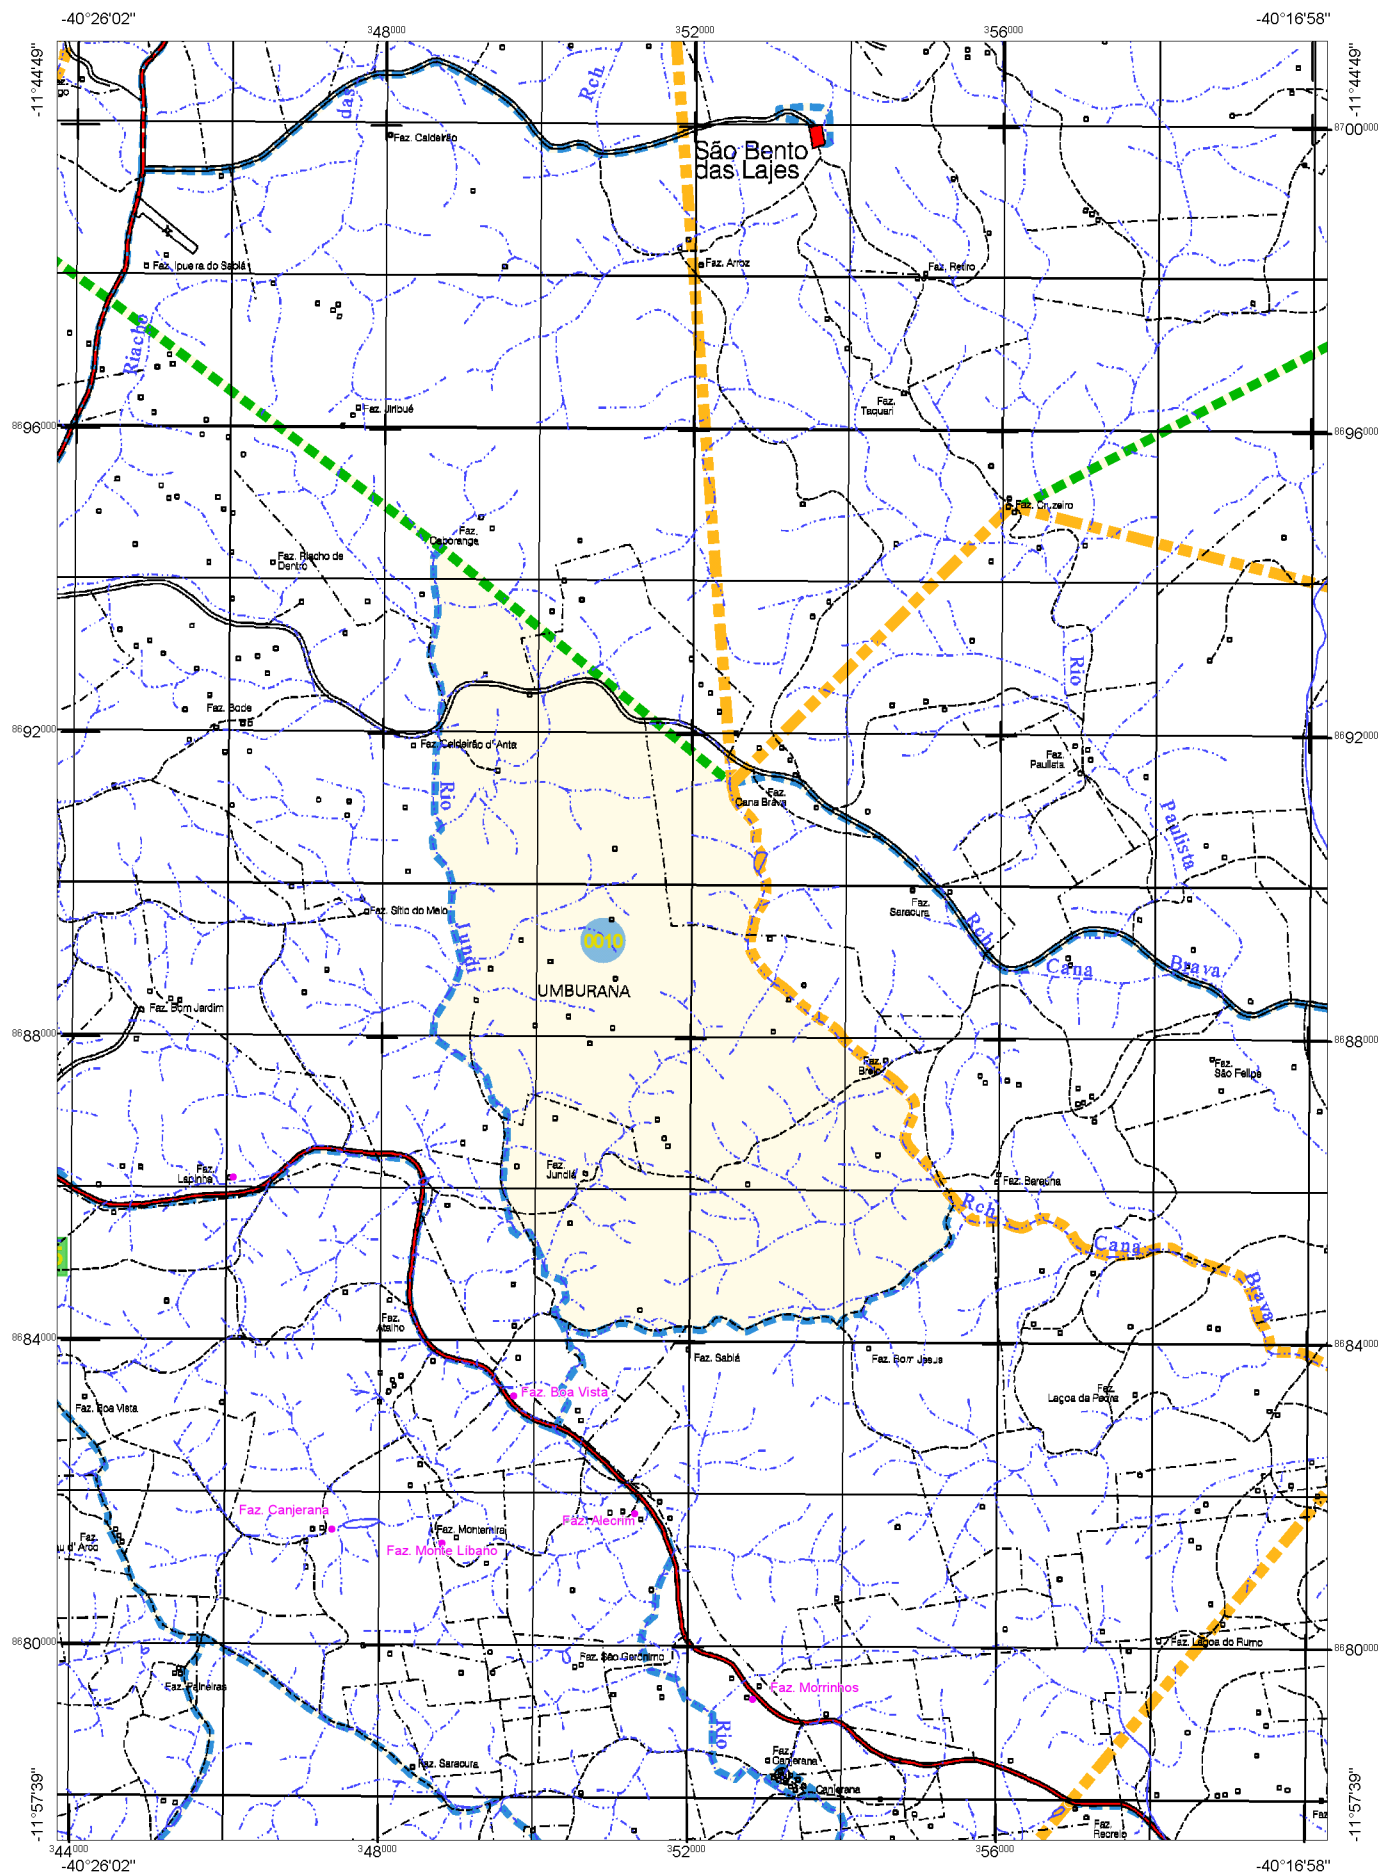 -40°26'02"
-40°16'58"
348000
352000
356000
-11°44'49"
-11°44'49"
Rch
das
Faz. Caldeirão
8700000
São Bento
das Lajes
Faz. Ipueira do Sabiá
Faz. Arroz
Faz. Retiro
Riacho
Faz. Jiribué
Faz.
Taquari
8696000
8696000
Faz. Cruzeiro
Faz.
Caboranga
Faz. Riacho de
Dentro
Rio
Faz. Bode
8692000
8692000
Faz. Caldeirão d'Anta
Faz.
Paulista
Rio
Faz.
Cana Brava
Paulista
Faz. Sítio do Meio
Faz.
Saracura
Jundi
0010
Rch
Cana
Brava
UMBURANA
Faz. Bom Jardim
8688000
8688000
Faz.
Brejo
Faz.
São Felipe
Faz.
Lapinha
Faz.
Jundiá
Faz. Barauna
Rch
Cana
Brava
Faz.
Atalho
8684000
8684000
Faz. Sabiá
Faz. Bom Jesus
Faz. Boa Vista
Faz.
Lagoa da Pedra
Faz. Boa Vista
Faz. Canjerana
Faz. Alecrim
Faz. Montemira
Faz. Monte Líbano
u d' Arco
8680000
8680000
Faz. Lagoa do Rumo
Faz. São Gerônimo
Faz. Palneiras
Faz. Morrinhos
Rio
Faz.
Canjerana
Faz. Saracura
Canjerana
Faz.
Recreio
Faz
-11°57'39"
-11°57'39"
344000
348000
352000
356000
-40°26'02"
-40°16'58"